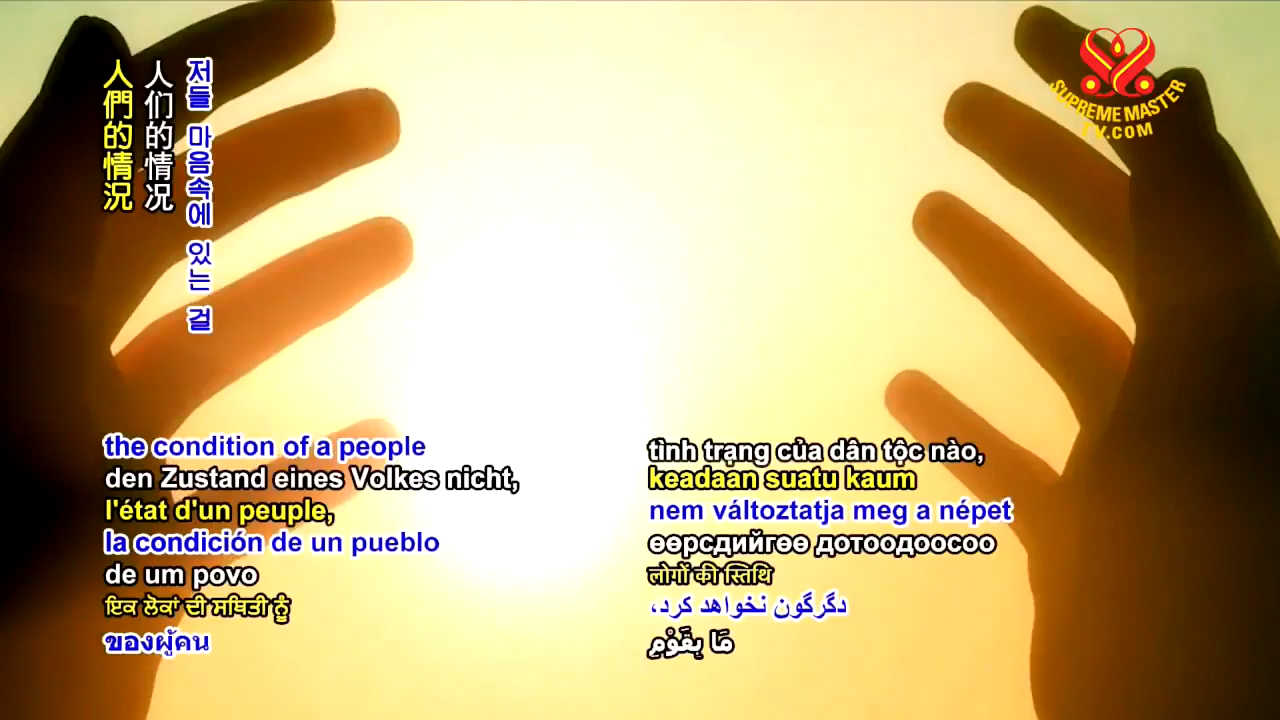 人們的情況
人们的情况
저들 마음속에 있는 걸
SUPREME MASTER
TV.COM
the condition of a people
den Zustand eines Volkes nicht,
l'état d'un peuple,
la condición de un pueblo
de um povo
ਇਕ ਲੋਕਾਂ ਦੀ ਸਥਿਤੀ ਨੂੰ
ของผู้คน
tình trạng của dân tộc nào,
keadaan suatu kaum
nem változtatja meg a népet
өөрсдийгөө дотоодоосоо
लोगों की स्तिथि
دگرگون نخواهد کرد،
مَا بِقَوْمٍ